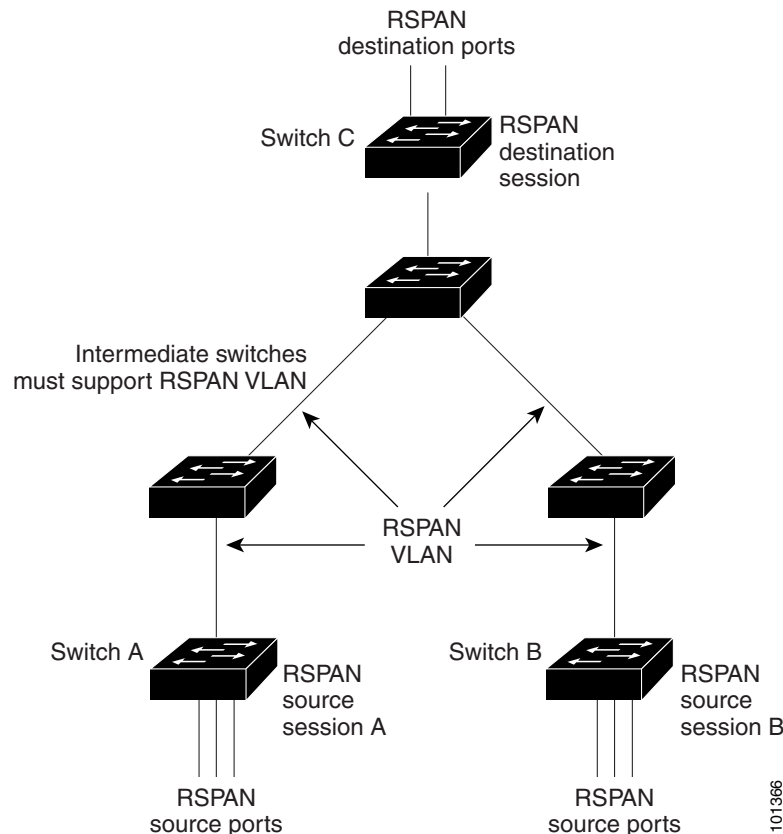 RSPAN
destination ports
Switch C
RSPAN
destination
session
Intermediate switches
must support RSPAN VLAN
RSPAN
VLAN
Switch A
RSPAN
source
session A
Switch B
RSPAN
source
session B
RSPAN
source ports
RSPAN
source ports
101366